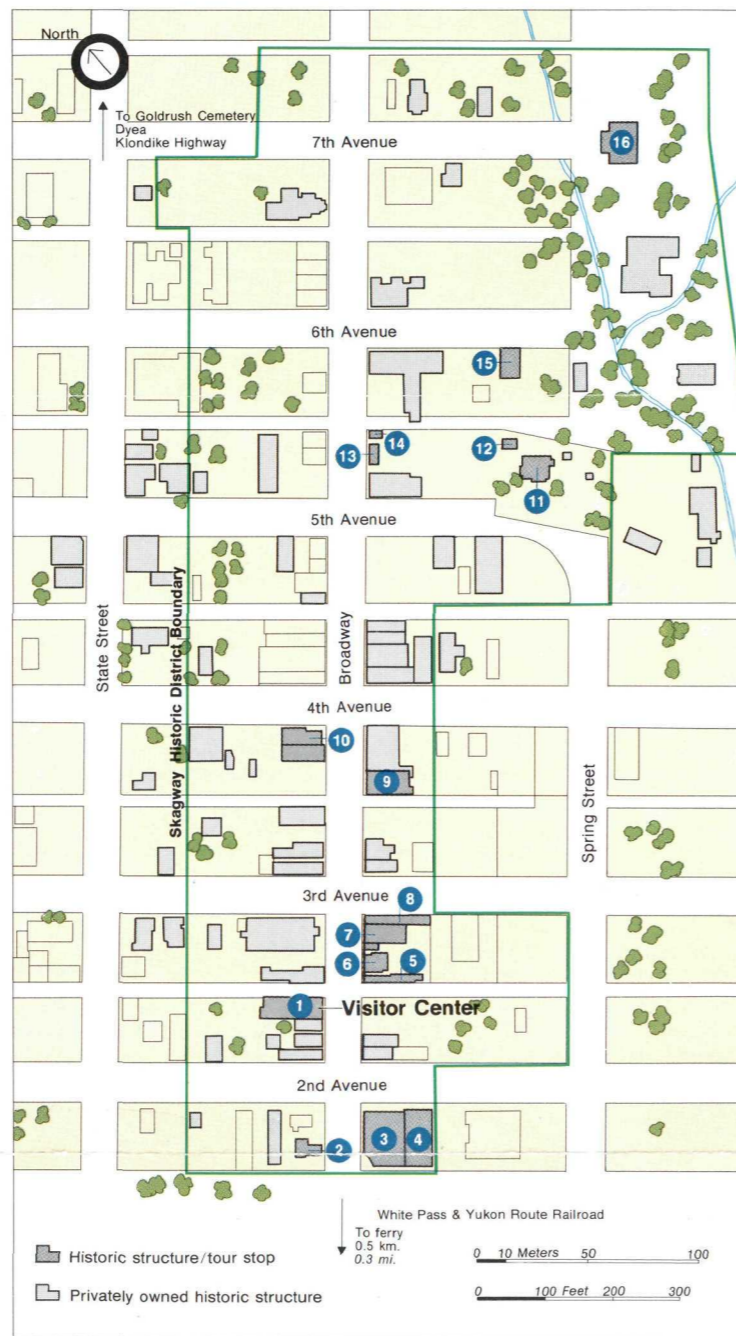 North
To Goldrush Cemetery
Dyea
Klondike Highway
7th Avenue
16
6th Avenue
15
14
13
12
11
5th Avenue
State Street
Skagway Historic District Boundary
Broadway
4th Avenue
10
9
Spring Street
3rd Avenue
8
7
6
5
1
Visitor Center
2nd Avenue
3
4
2
White Pass & Yukon Route Railroad
To ferry
0.5 km.
0.3 mi.
Historic structure/tour stop
0 10 Meters 50 100
Privately owned historic structure
0 100 Feet 200 300